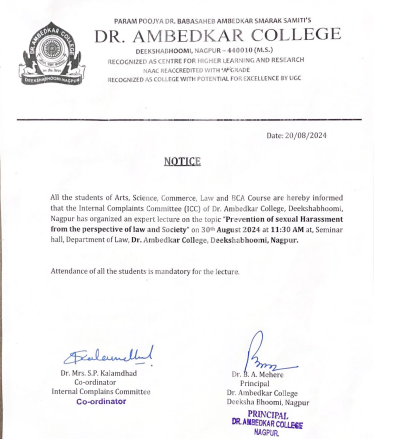 PARAM POOJYA DR. BABASAHEB AMBEDKAR SMARAK SAMITI'S
DR. AMBEDKAR COLLEGE
DEEKSHABHOOMI, NAGPUR – 440010 (M.S.)
RECOGNIZED AS CENTRE FOR HIGHER LEARNING AND RESEARCH
NAAC REACCREDITED WITH 'A' GRADE
RECOGNIZED AS COLLEGE WITH POTENTIAL FOR EXCELLENCE BY UGC
DR. AMBEDKAR COLLEGE
DEEKSHABHOOMI NAGPUR
Date: 20/08/2024
NOTICE
All the students of Arts, Science, Commerce, Law and BCA Course are hereby informed
that the Internal Complaints Committee (ICC) of Dr. Ambedkar College, Deekshabhoomi,
Nagpur has organized an expert lecture on the topic "Prevention of sexual Harassment
from the perspective of law and Society" on 30th August 2024 at 11:30 AM at, Seminar
hall, Department of Law, Dr. Ambedkar College, Deekshabhoomi, Nagpur.
Attendance of all the students is mandatory for the lecture.
Dr. Mrs. S.P. Kalamdhad
Co-ordinator
Internal Complaints Committee
Co-ordinator
Dr. B. A. Mehere
Principal
Dr. Ambedkar College
Deeksha Bhoomi, Nagpur
PRINCIPAL
DR. AMBEDKAR COLLEGE
NAGPUR.